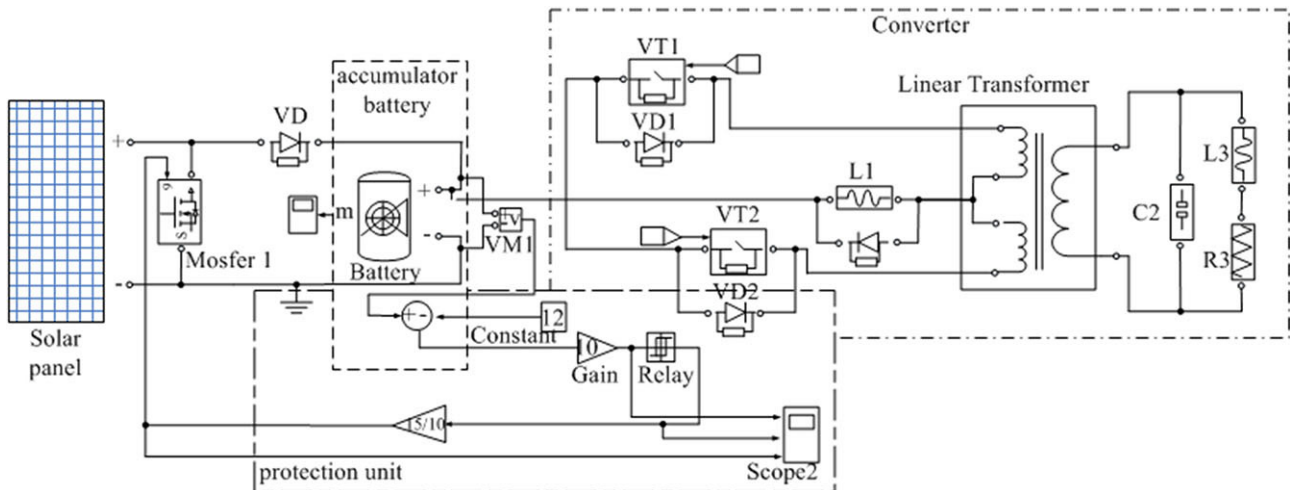 Converter
VT1
accumulator
battery
Linear Transformer
VD
VD1
+
g
S
Mosfer 1
m
+
-
Battery
+v
-
VM1
L1
VT2
L3
C2
R3
-
VD2
+-
12
Constant
10
Gain
Relay
Solar
panel
15/10
Scope2
protection unit